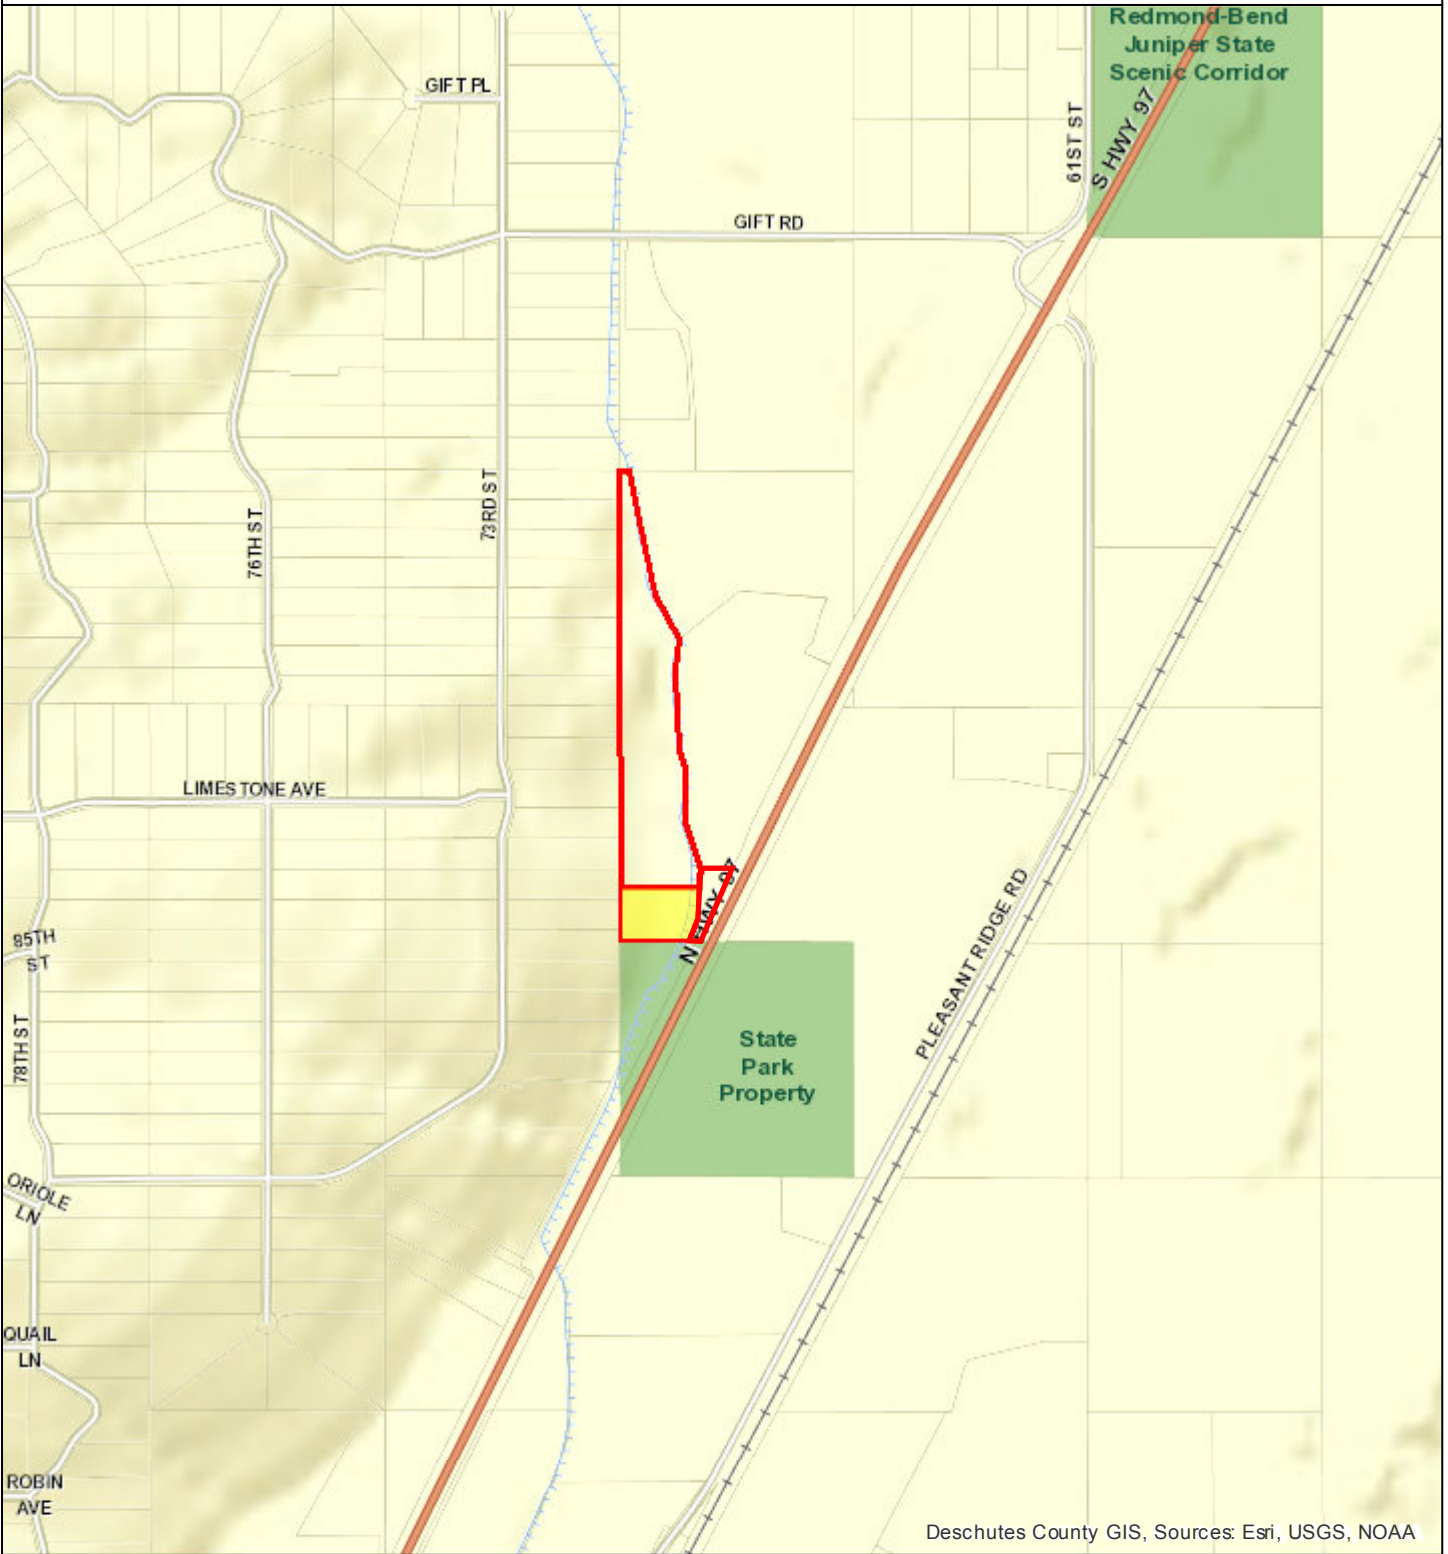 Redmond-Bend
Juniper State
Scenic Corridor
GIFT PL
S HWY 97
61ST ST
GIFT RD
73RD ST
76TH ST
LIMESTONE AVE
N HWY 97
PLEASANT RIDGE RD
85TH
ST
78TH ST
State
Park
Property
ORIOLE
LN
QUAIL
LN
ROBIN
AVE
Deschutes County GIS, Sources: Esri, USGS, NOAA